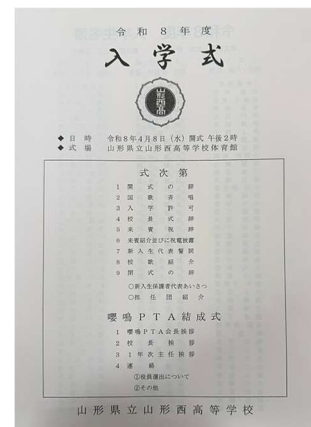 令和8年度
入学式
山形西高
◆日時 令和8年4月8日(水)開式 午後2時
◆式場 山形県立山形西高等学校体育館
式次第
1 開式の辞
2 国歌斉唱
3 入学許可
4 校長式辞
5 来賓祝辞
6 来賓紹介並びに祝電披露
7 新入生代表誓詞
8 校歌紹介
9 閉式の辞
○新入生保護者代表あいさつ
○担任団紹介
嚶鳴PTA結成式
1 嚶鳴PTA会長挨拶
2 校長挨拶
3 1年次主任挨拶
4 連絡
①役員選出について
②その他
山形県立山形西高等学校